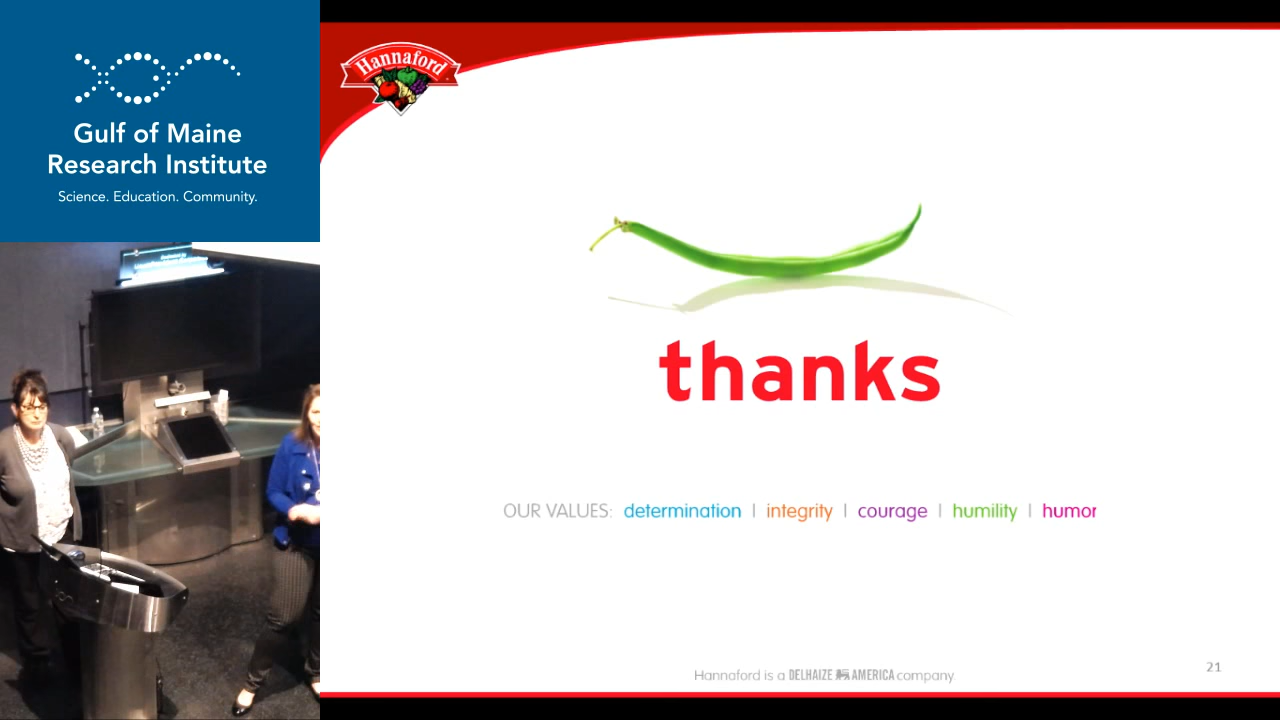 Gulf of Maine
Research Institute
Science. Education. Community.
Hannaford
thanks
OUR VALUES: determination | integrity | courage | humility | humor
Hannaford is a DELHAIZE AMERICA company.
21